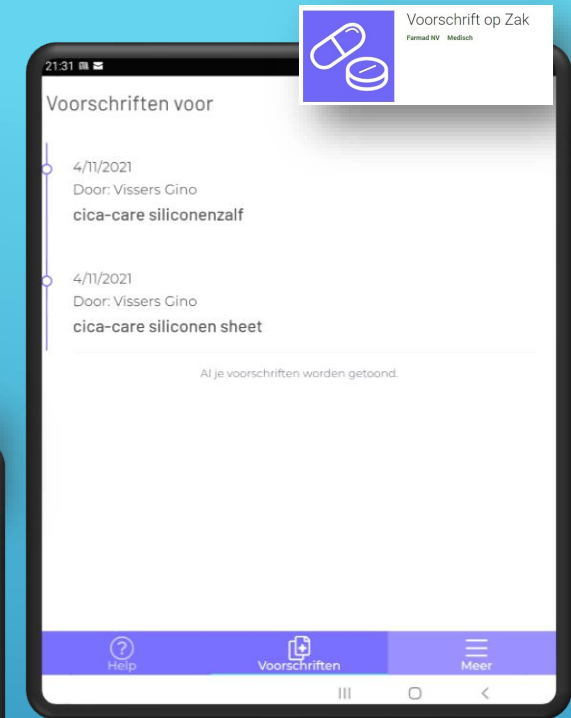 Voorschrift op Zak
Farmad NV Medisch
21:31
Voorschriften voor
4/11/2021
Door: Vissers Gino
cica-care siliconenzalf
4/11/2021
Door: Vissers Gino
cica-care siliconen sheet
Al je voorschriften worden getoond.
Help
Voorschriften
Meer